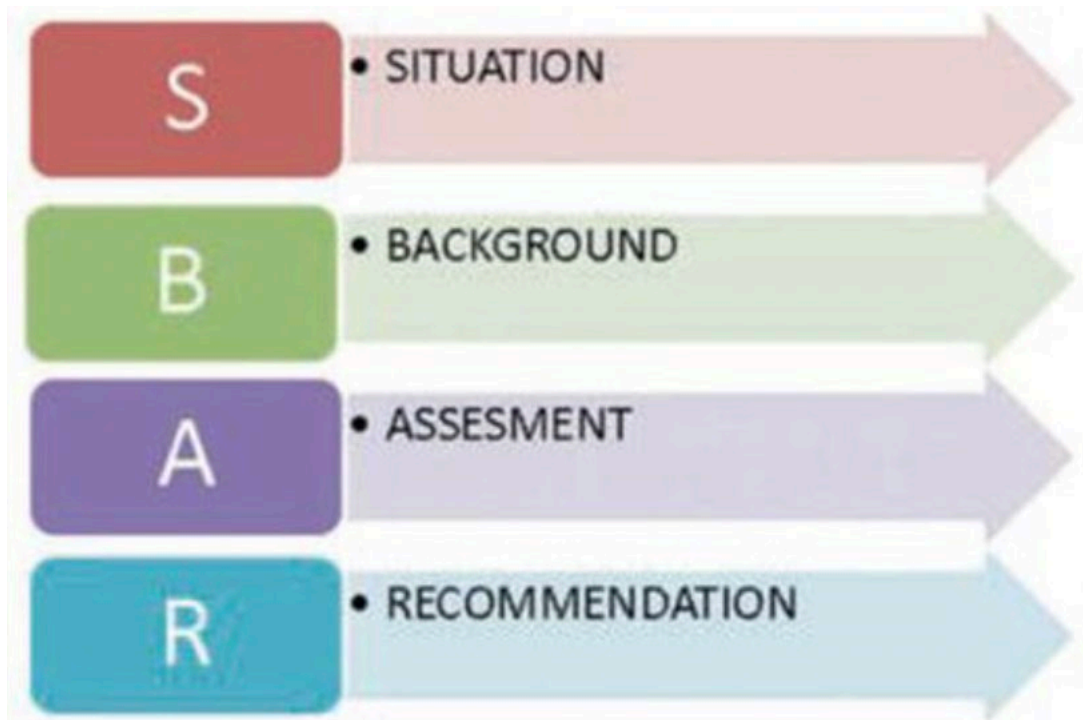 S
• SITUATION
B
• BACKGROUND
A
• ASSESMENT
R
• RECOMMENDATION